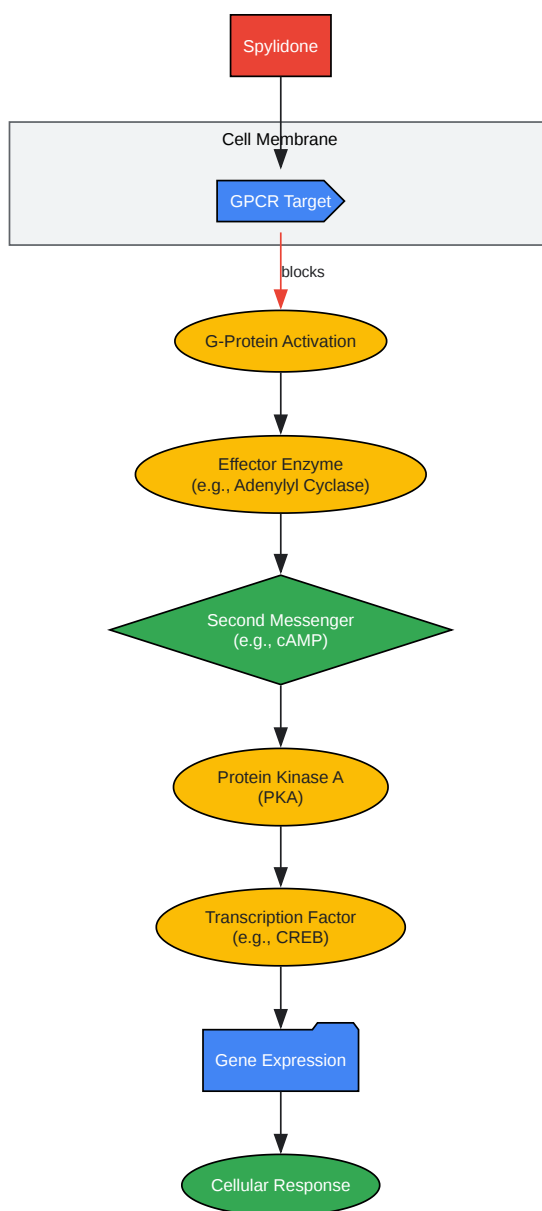 Spylidone
Cell Membrane
GPCR Target
blocks
G-Protein Activation
Effector Enzyme
(e.g., Adenylyl Cyclase)
Second Messenger
(e.g., cAMP)
Protein Kinase A
(PKA)
Transcription Factor
(e.g., CREB)
Gene Expression
Cellular Response